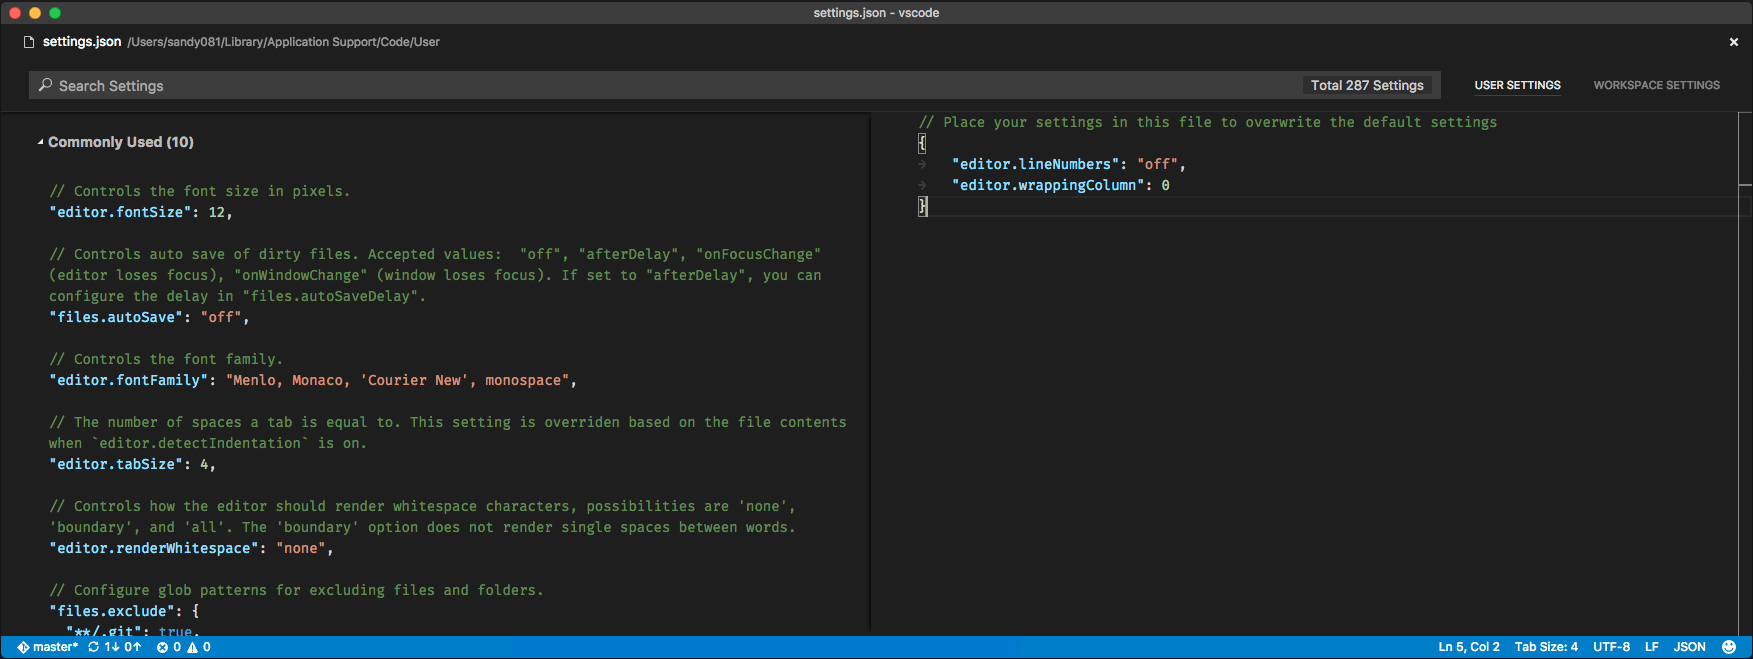 settings.json - vscode
settings.json /Users/sandy081/Library/Application Support/Code/User
Search Settings
Total 287 Settings
USER SETTINGS
WORKSPACE SETTINGS
Commonly Used (10)
// Controls the font size in pixels.
"editor.fontSize": 12,
// Controls auto save of dirty files. Accepted values:  "off", "afterDelay", "onFocusChange"
(editor loses focus), "onWindowChange" (window loses focus). If set to "afterDelay", you can
configure the delay in "files.autoSaveDelay".
"files.autoSave": "off",
// Controls the font family.
"editor.fontFamily": "Menlo, Monaco, 'Courier New', monospace",
// The number of spaces a tab is equal to. This setting is overriden based on the file contents
when `editor.detectIndentation` is on.
"editor.tabSize": 4,
// Controls how the editor should render whitespace characters, possibilities are 'none',
'boundary', and 'all'. The 'boundary' option does not render single spaces between words.
"editor.renderWhitespace": "none",
// Configure glob patterns for excluding files and folders.
"files.exclude": {
"**/.git": true,
// Place your settings in this file to overwrite the default settings
{
"editor.lineNumbers": "off",
"editor.wrappingColumn": 0
}
master* 1↓ 0↑ 0 0
Ln 5, Col 2 Tab Size: 4 UTF-8 LF JSON